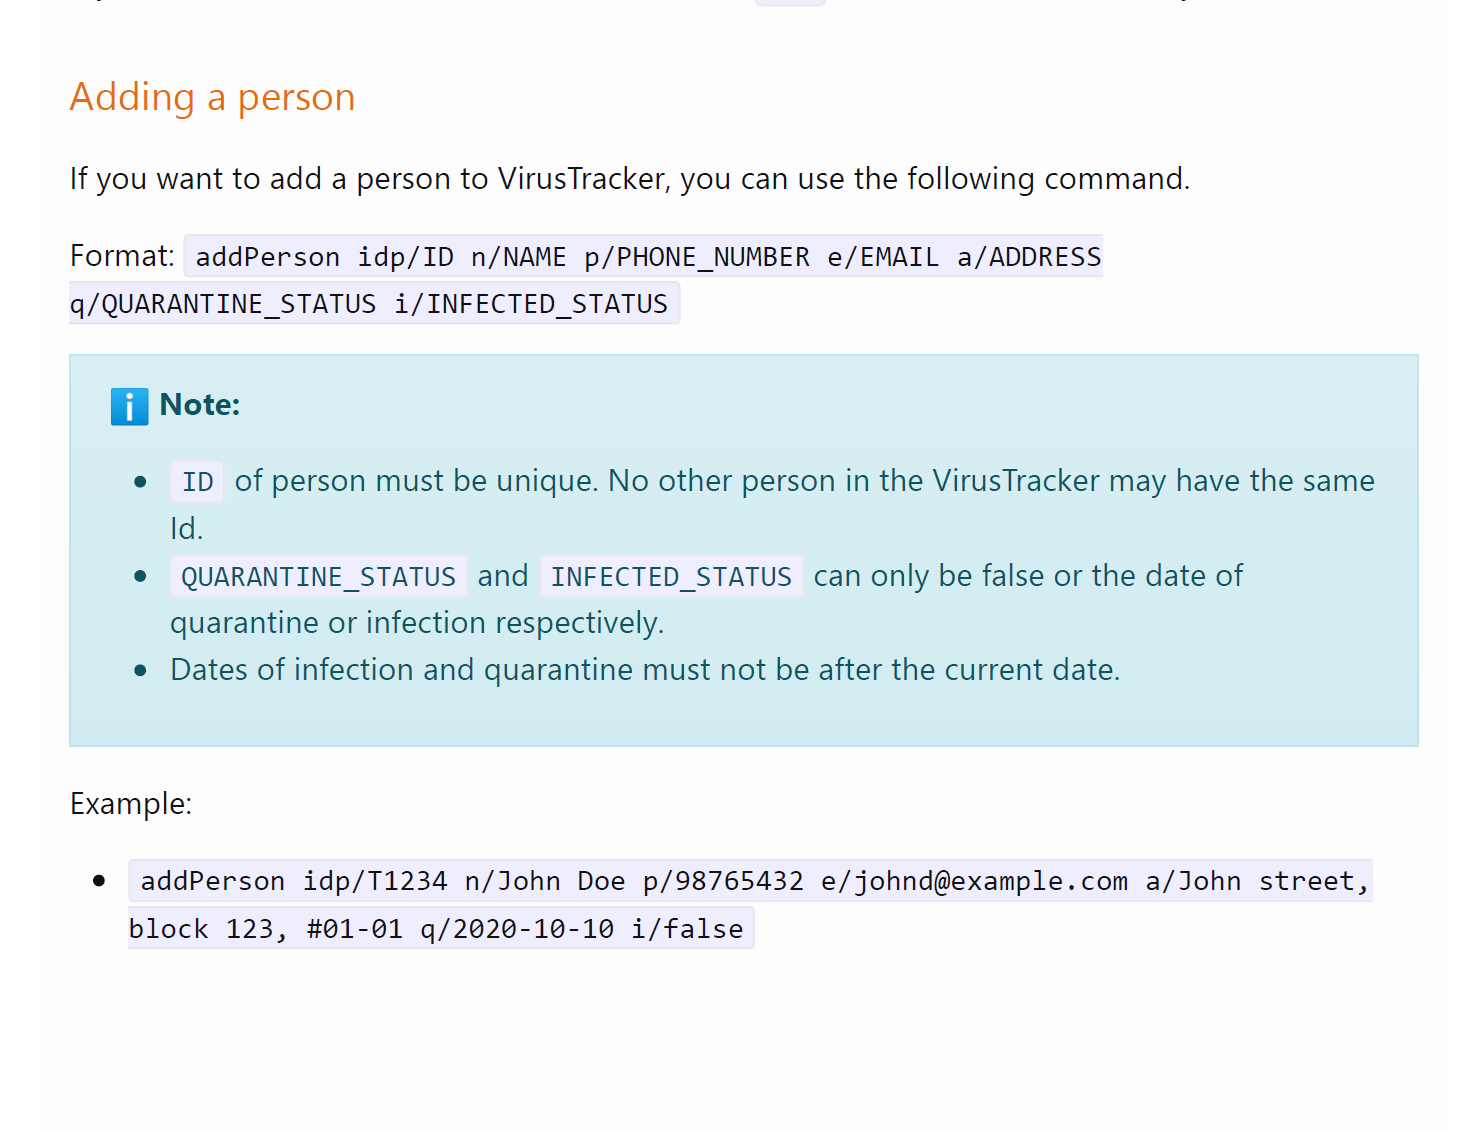 Adding a person
If you want to add a person to VirusTracker, you can use the following command.
Format: addPerson idp/ID n/NAME p/PHONE_NUMBER e/EMAIL a/ADDRESS
q/QUARANTINE_STATUS i/INFECTED_STATUS
Note:
ID of person must be unique. No other person in the VirusTracker may have the same
Id.
QUARANTINE_STATUS and INFECTED_STATUS can only be false or the date of
quarantine or infection respectively.
Dates of infection and quarantine must not be after the current date.
Example:
addPerson idp/T1234 n/John Doe p/98765432 e/johnd@example.com a/John street,
block 123, #01-01 q/2020-10-10 i/false